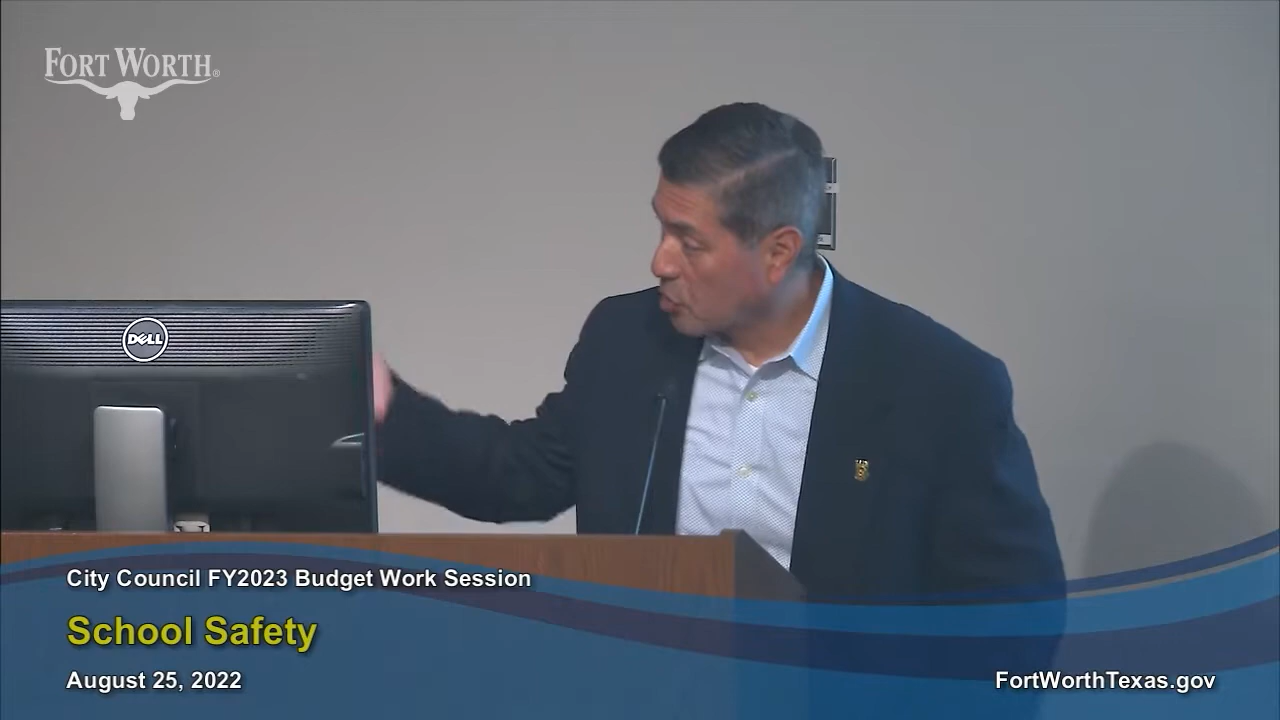 FORT WORTH®
DELL
City Council FY2023 Budget Work Session
School Safety
August 25, 2022
FortWorthTexas.gov